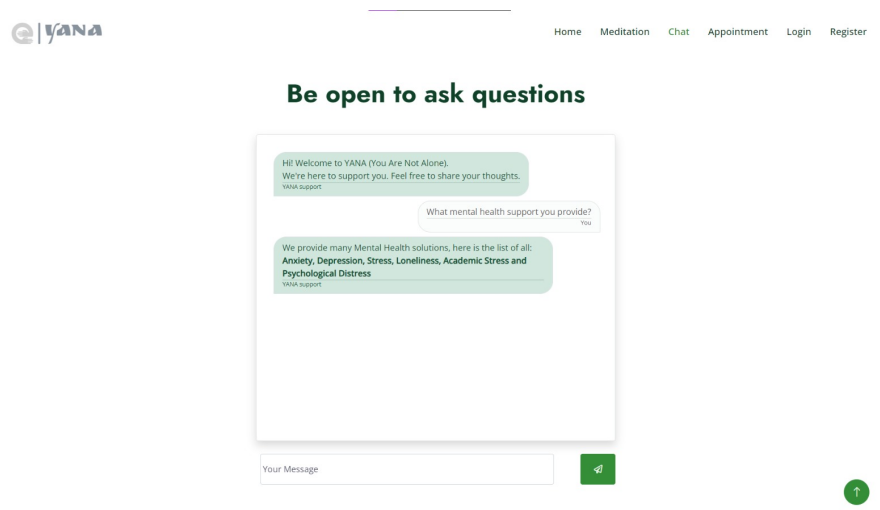 YANA
Home Meditation Chat Appointment Login Register
Be open to ask questions
Hi! Welcome to YANA (You Are Not Alone).
We're here to support you. Feel free to share your thoughts.
YANA support
What mental health support you provide?
You
We provide many Mental Health solutions, here is the list of all:
Anxiety, Depression, Stress, Loneliness, Academic Stress and
Psychological Distress
YANA support
Your Message